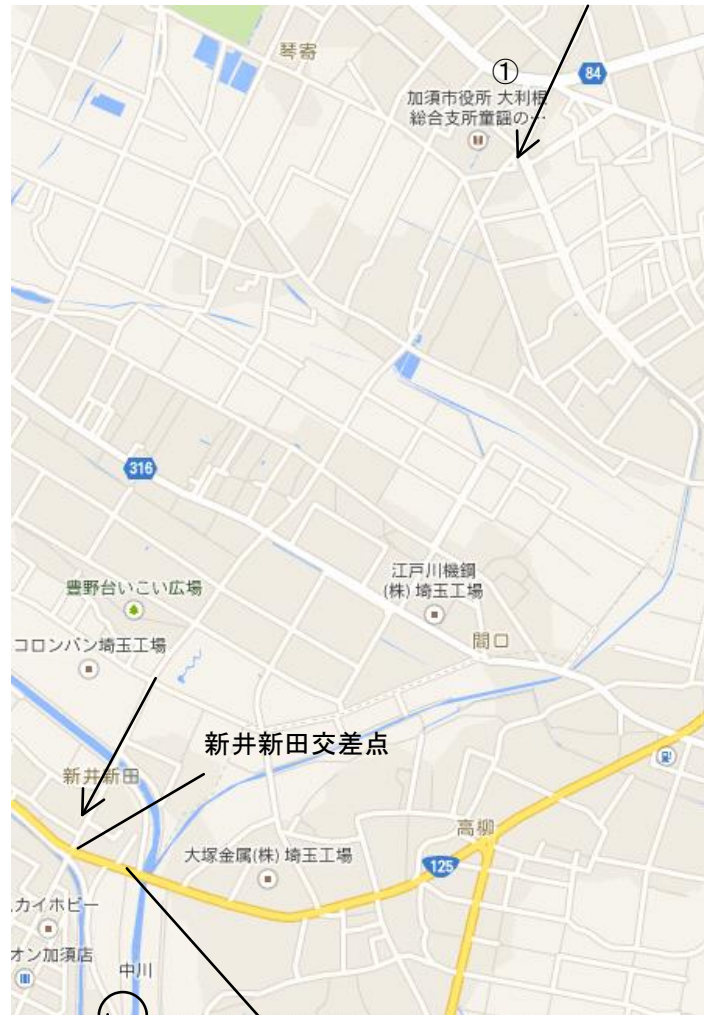 琴寄
①
84
加須市役所 大利根
総合支所童謡の…
316
江戸川機鋼
(株) 埼玉工場
豊野台いこい広場
間口
コロンバン埼玉工場
新井新田交差点
新井新田
高柳
大塚金属(株) 埼玉工場
125
カイホビー
オン加須店
中川